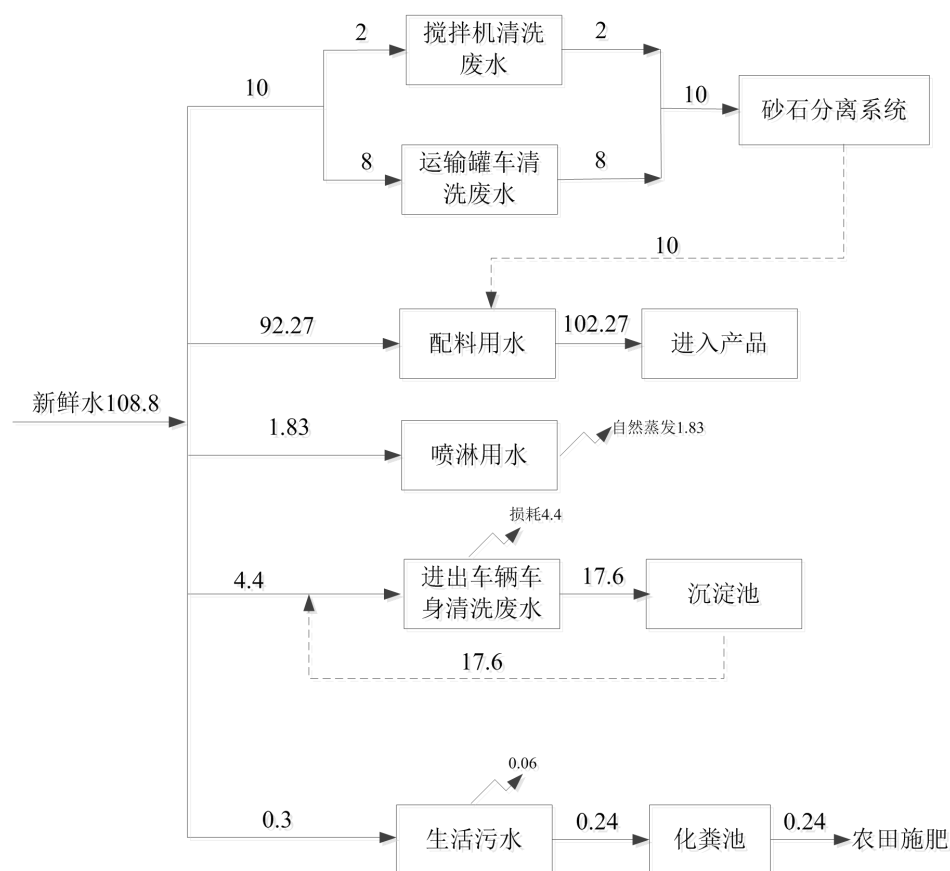 2
搅拌机清洗
废水
2
10
10
砂石分离系统
8
运输罐车清
洗废水
8
10
92.27
配料用水
102.27
进入产品
新鲜水108.8
1.83
喷淋用水
自然蒸发1.83
损耗4.4
4.4
进出车辆车
身清洗废水
17.6
沉淀池
17.6
0.06
0.3
生活污水
0.24
化粪池
0.24
农田施肥